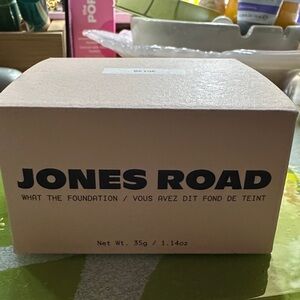 JONES ROAD
WHAT THE FOUNDATION / VOUS AVEZ DIT FOND DE TEINT
Net Wt. 35g / 1.14oz